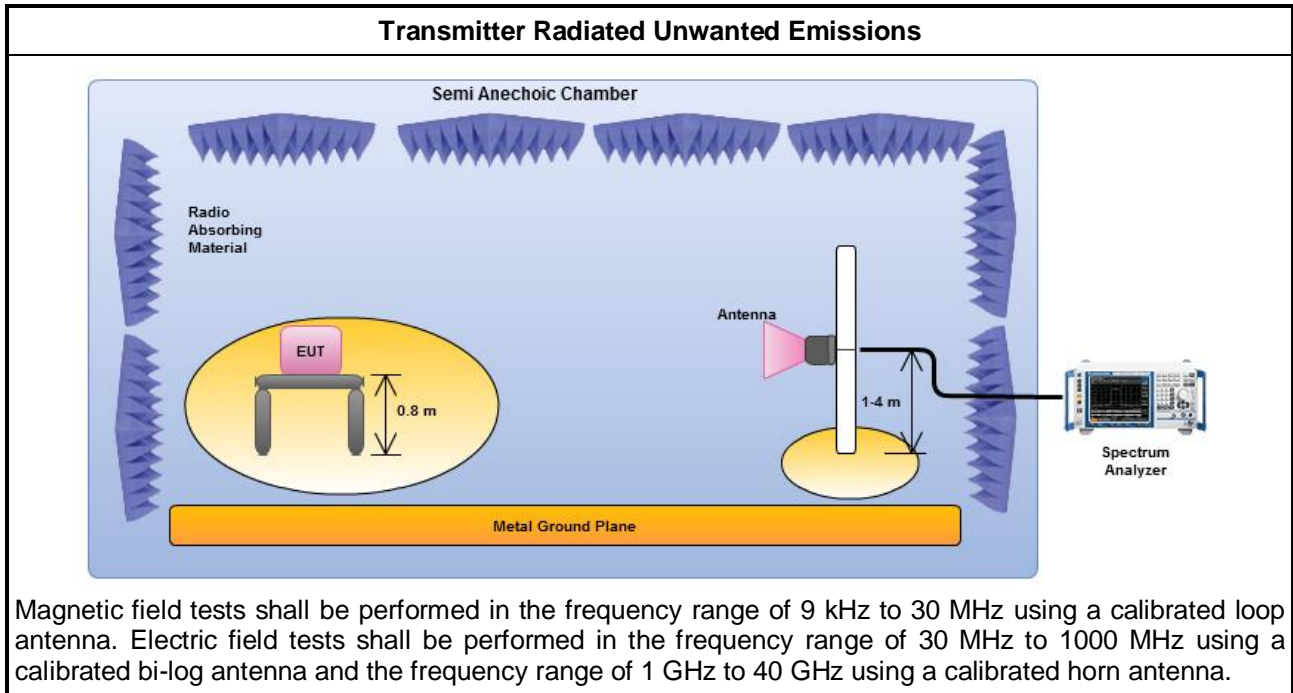 Transmitter Radiated Unwanted Emissions
Semi Anechoic Chamber
Radio
Absorbing
Material
Antenna
EUT
0.8 m
1-4 m
Spectrum
Analyzer
Metal Ground Plane
Magnetic field tests shall be performed in the frequency range of 9 kHz to 30 MHz using a calibrated loop
antenna. Electric field tests shall be performed in the frequency range of 30 MHz to 1000 MHz using a
calibrated bi-log antenna and the frequency range of 1 GHz to 40 GHz using a calibrated horn antenna.